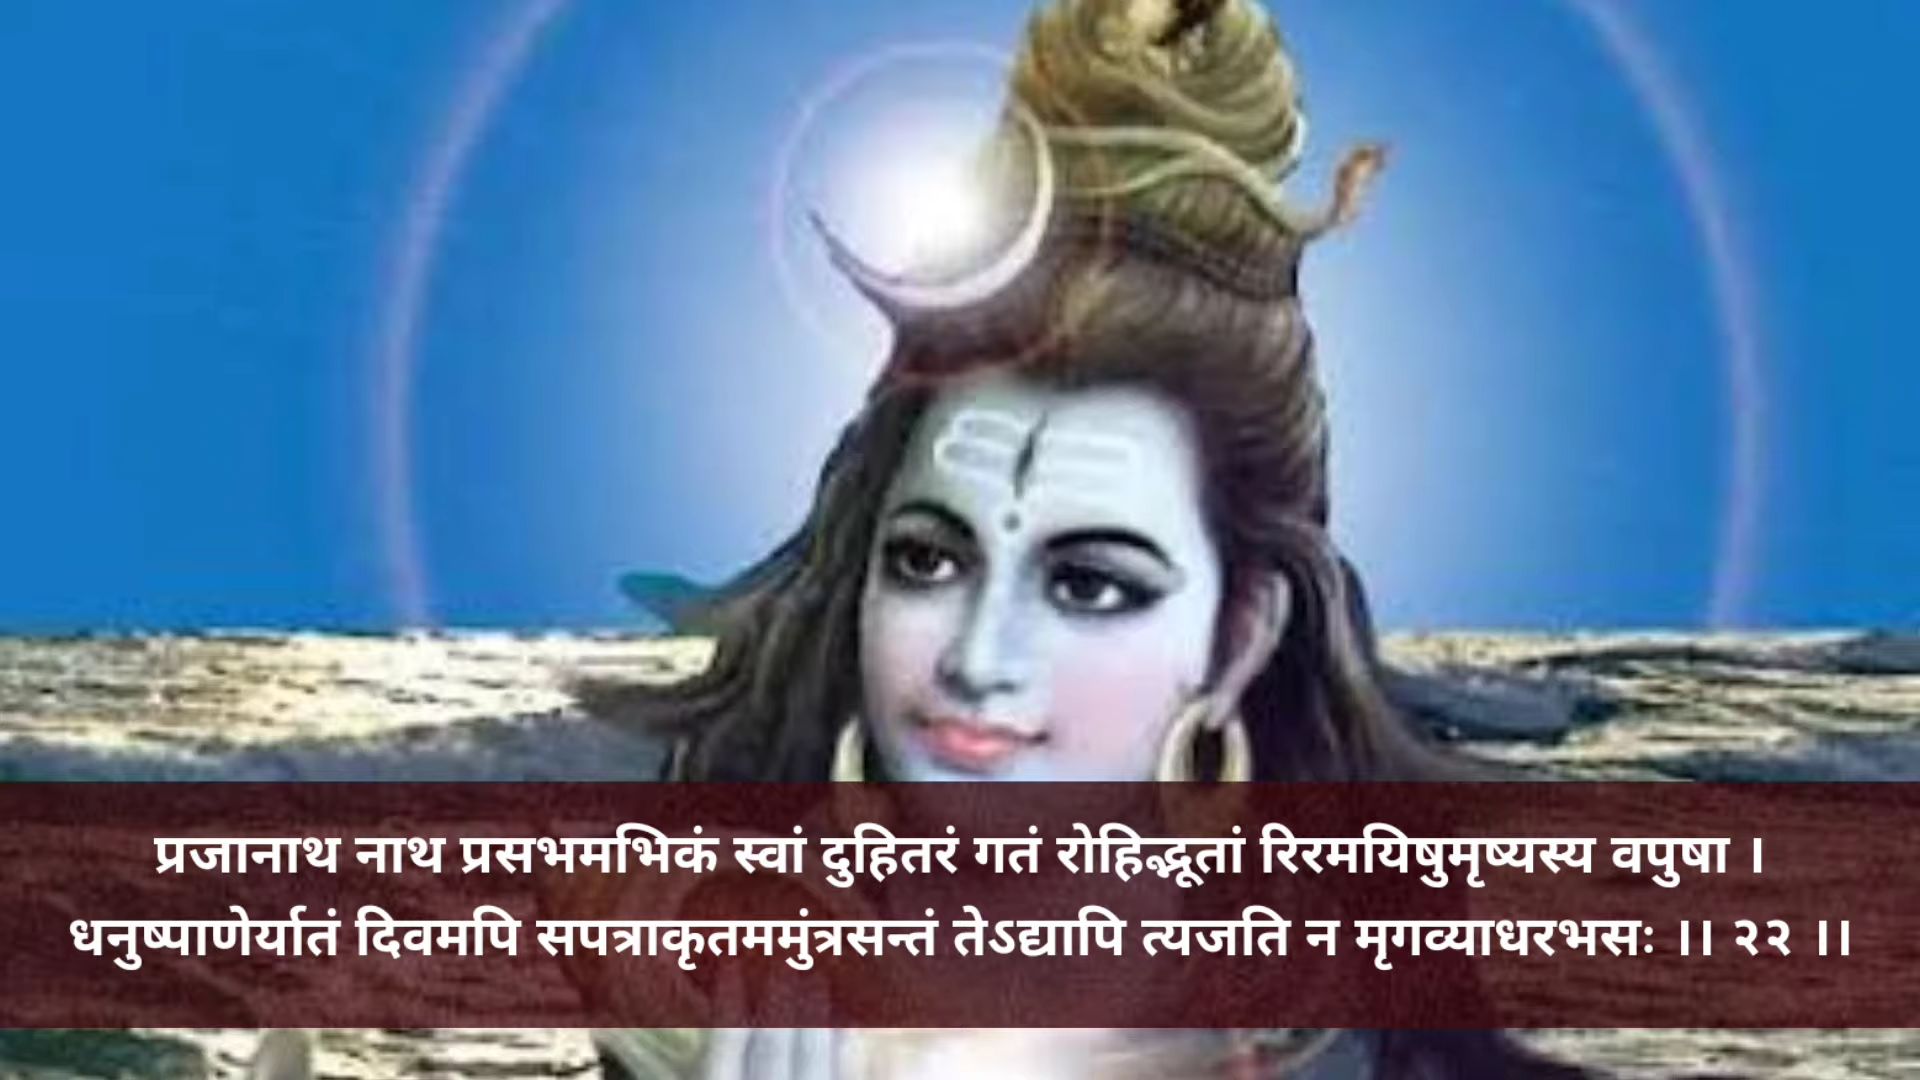 प्रजानाथ नाथ प्रसभमभिकं स्वां दुहितरं गतं रोहिद्भूतां रिरमयिषुमृष्यस्य वपुषा ।
धनुष्पाणेर्यातं दिवमपि सपत्राकृतममुंत्रसन्तं तेऽद्यापि त्यजति न मृगव्याधरभसः ।। २२ ।।